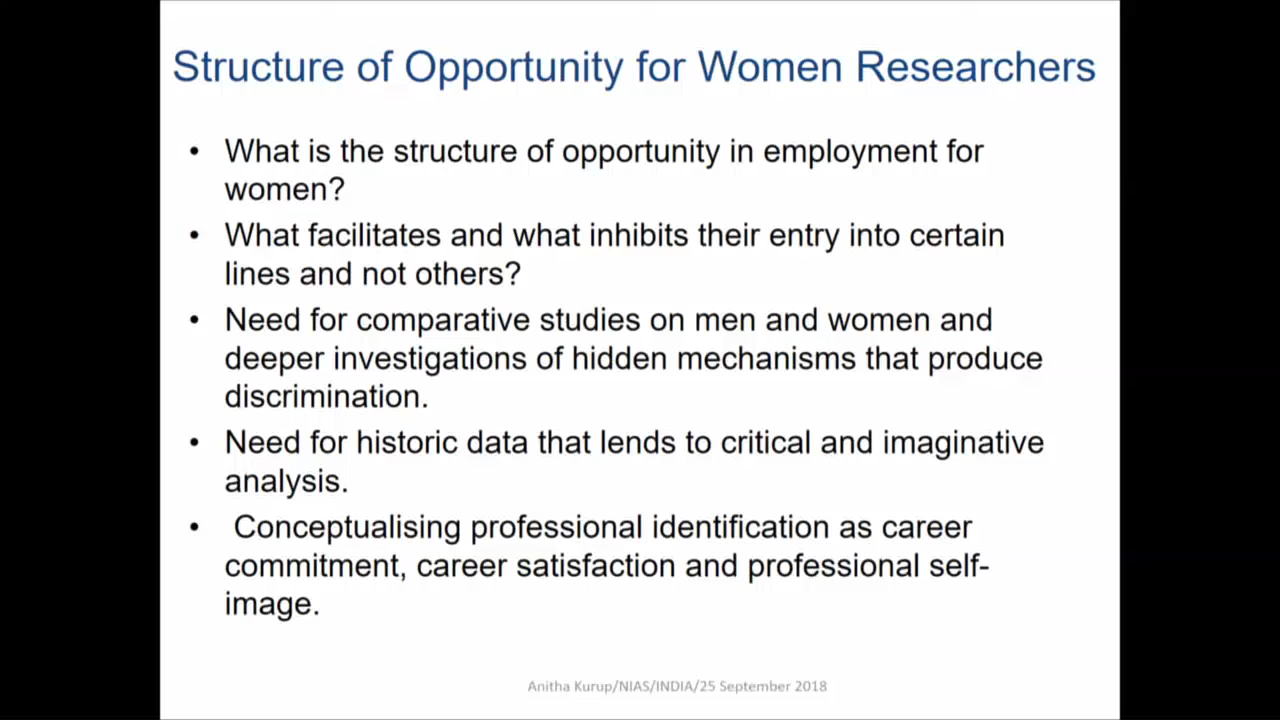 Structure of Opportunity for Women Researchers
• What is the structure of opportunity in employment for
women?
• What facilitates and what inhibits their entry into certain
lines and not others?
• Need for comparative studies on men and women and
deeper investigations of hidden mechanisms that produce
discrimination.
• Need for historic data that lends to critical and imaginative
analysis.
• Conceptualising professional identification as career
commitment, career satisfaction and professional self-
image.
Anitha Kurup/NIAS/INDIA/25 September 2018